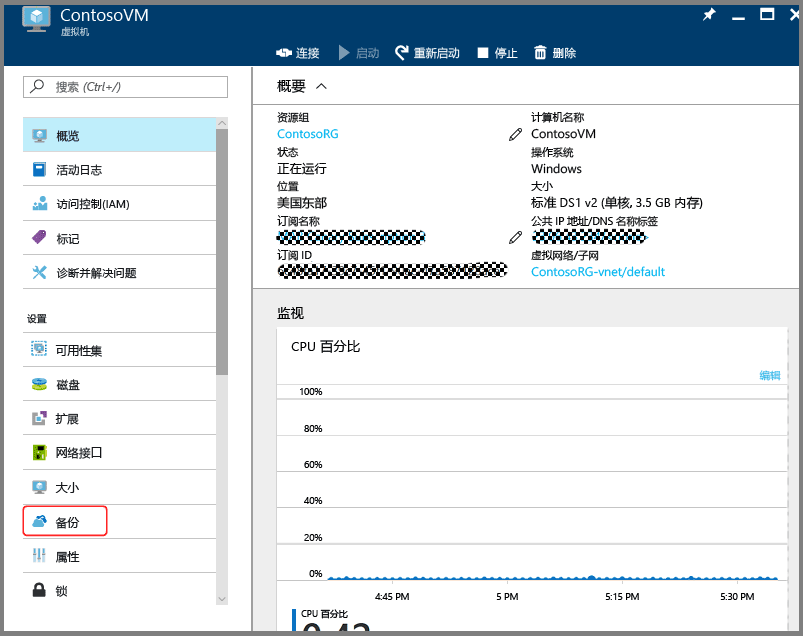 ContosoVM
虚拟机
连接 启动 重新启动 停止 删除
搜索 (Ctrl+/)
概览
活动日志
访问控制(IAM)
标记
诊断并解决问题
设置
可用性集
磁盘
扩展
网络接口
大小
备份
属性
锁
概要
资源组
ContosoRG
状态
正在运行
位置
美国东部
订阅名称
订阅 ID
计算机名称
ContosoVM
操作系统
Windows
大小
标准 DS1 v2 (单核, 3.5 GB 内存)
公共 IP 地址/DNS 名称标签
虚拟网络/子网
ContosoRG-vnet/default
监视
CPU 百分比
编辑
100%
80%
60%
40%
20%
0%
4:45 PM 5 PM 5:15 PM 5:30 PM
CPU 百分比